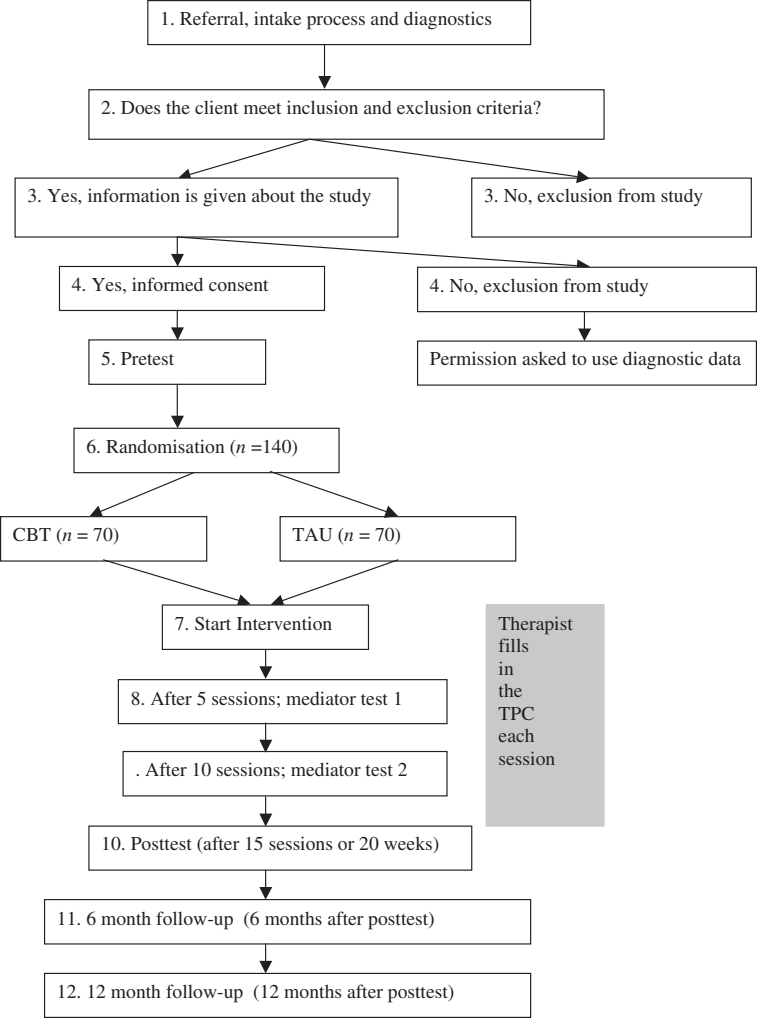 1. Referral, intake process and diagnostics
2. Does the client meet inclusion and exclusion criteria?
3. Yes, information is given about the study
3. No, exclusion from study
4. Yes, informed consent
4. No, exclusion from study
5. Pretest
Permission asked to use diagnostic data
6. Randomisation (n =140)
CBT (n = 70)
TAU (n = 70)
7. Start Intervention
Therapist
fills
in
the
TPC
each
session
8. After 5 sessions; mediator test 1
. After 10 sessions; mediator test 2
10. Posttest (after 15 sessions or 20 weeks)
11. 6 month follow-up (6 months after posttest)
12. 12 month follow-up (12 months after posttest)